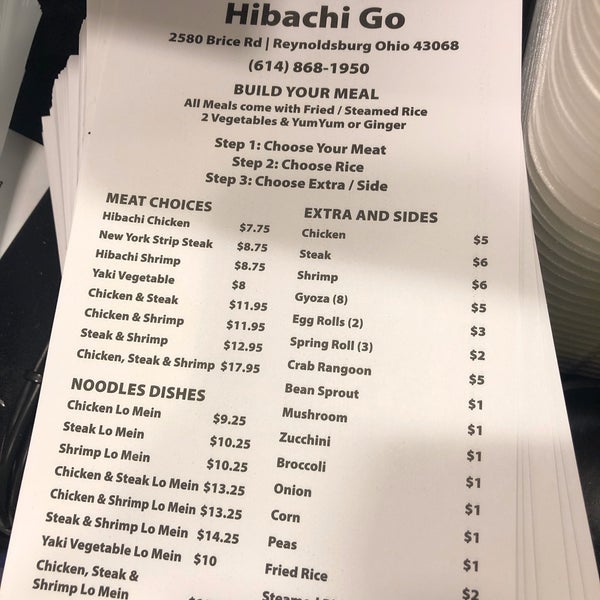 Hibachi Go
2580 Brice Rd | Reynoldsburg Ohio 43068
(614) 868-1950
BUILD YOUR MEAL
All Meals come with Fried / Steamed Rice
2 Vegetables & YumYum or Ginger
Step 1: Choose Your Meat
Step 2: Choose Rice
Step 3: Choose Extra / Side
MEAT CHOICES
Hibachi Chicken $7.75
New York Strip Steak $8.75
Hibachi Shrimp $8.75
Yaki Vegetable $8
Chicken & Steak $11.95
Chicken & Shrimp $11.95
Steak & Shrimp $12.95
Chicken, Steak & Shrimp $17.95
NOODLES DISHES
Chicken Lo Mein $9.25
Steak Lo Mein $10.25
Shrimp Lo Mein $10.25
Chicken & Steak Lo Mein $13.25
Chicken & Shrimp Lo Mein $13.25
Steak & Shrimp Lo Mein $14.25
Yaki Vegetable Lo Mein $10
Chicken, Steak &
Shrimp Lo Mein
EXTRA AND SIDES
Chicken $5
Steak $6
Shrimp $6
Gyoza (8) $5
Egg Rolls (2) $3
Spring Roll (3) $2
Crab Rangoon $5
Bean Sprout $1
Mushroom $1
Zucchini $1
Broccoli $1
Onion $1
Corn $1
Peas $1
Fried Rice $2